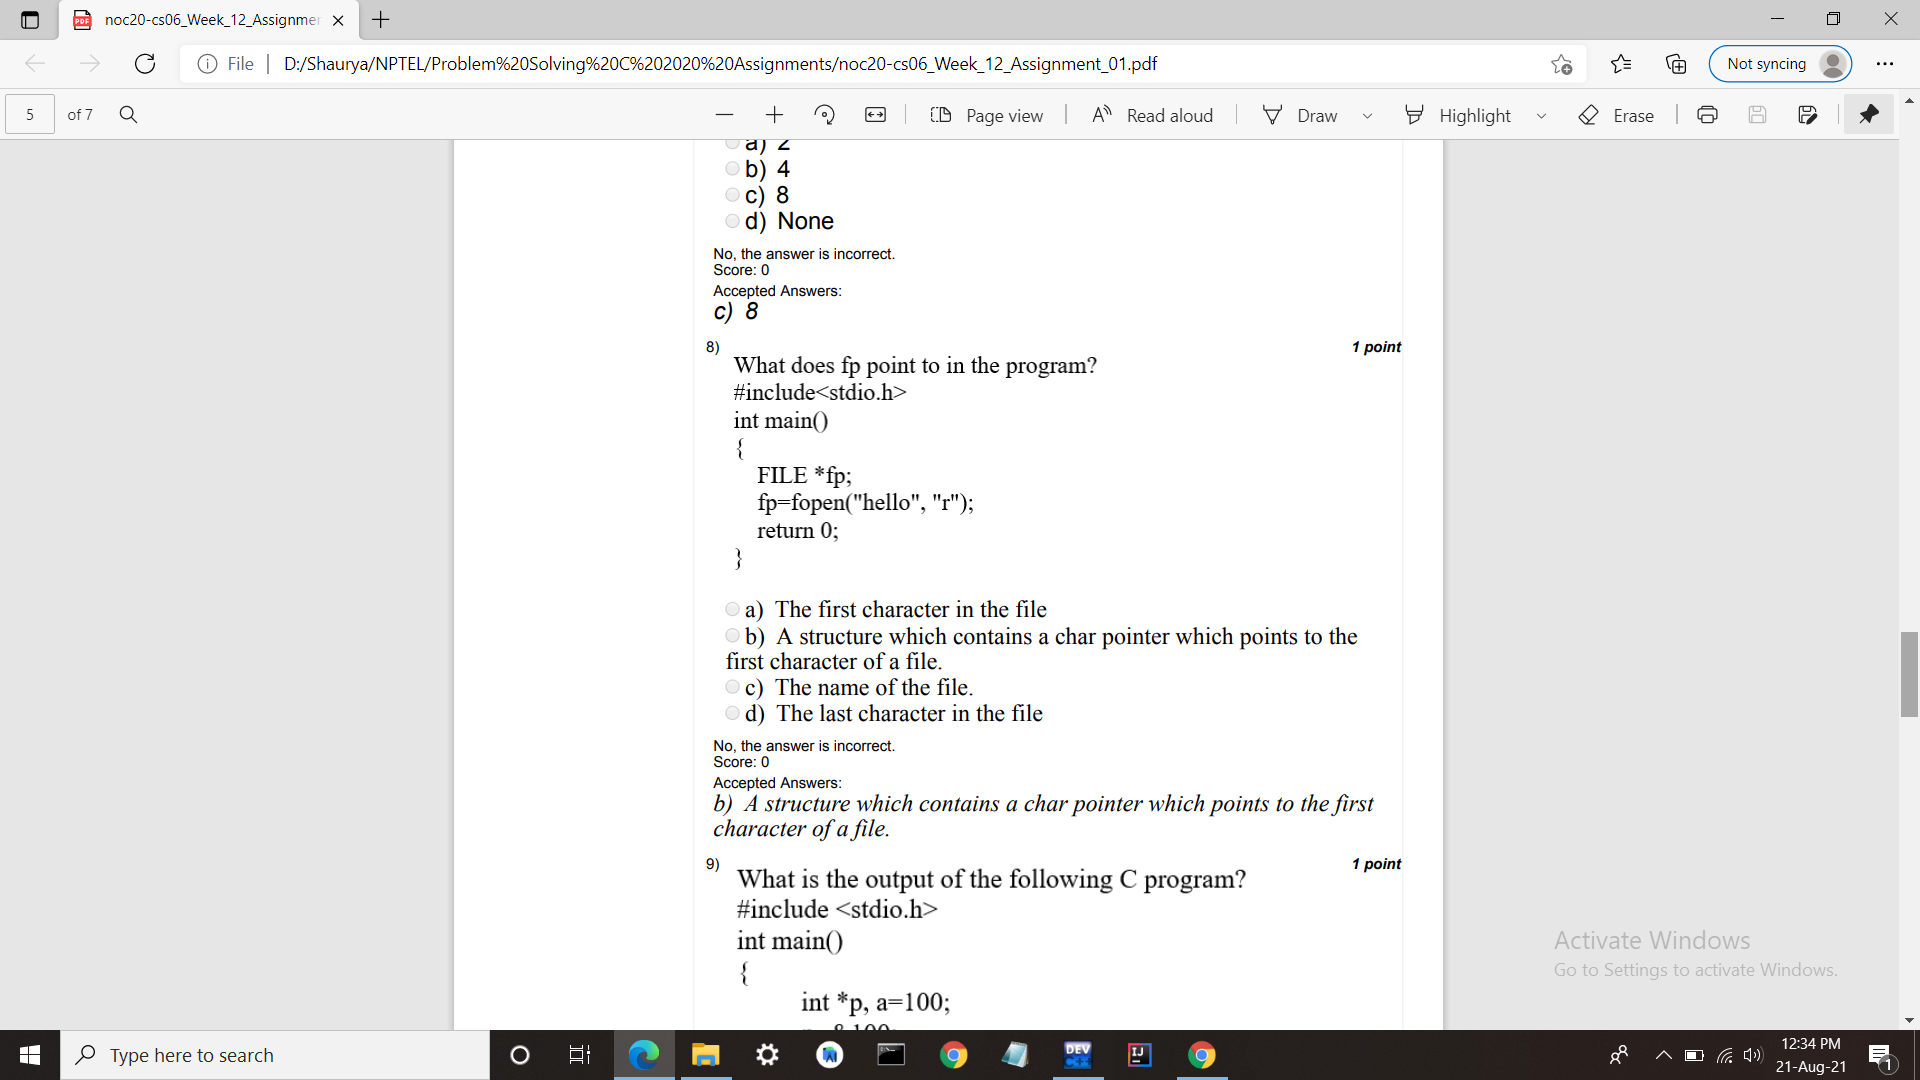 noc20-cs06_Week_12_Assignmer
File
D:/Shaurya/NPTEL/Problem%20Solving%20C%202020%20Assignments/noc20-cs06_Week_12_Assignment_01.pdf
Not syncing
5 of 7
Page view
Read aloud
Draw
Highlight
Erase
a) 2
b) 4
c) 8
d) None
No, the answer is incorrect.
Score: 0
Accepted Answers:
c) 8
8)
1 point
What does fp point to in the program?
#include<stdio.h>
int main()
{
FILE *fp;
fp=fopen("hello", "r");
return 0;
}
a) The first character in the file
b) A structure which contains a char pointer which points to the
first character of a file.
c) The name of the file.
d) The last character in the file
No, the answer is incorrect.
Score: 0
Accepted Answers:
b) A structure which contains a char pointer which points to the first
character of a file.
9)
1 point
What is the output of the following C program?
#include <stdio.h>
int main()
{
int *p, a=100;
Activate Windows
Go to Settings to activate Windows.
Type here to search
DEV
C++
IJ
12:34 PM
21-Aug-21
1